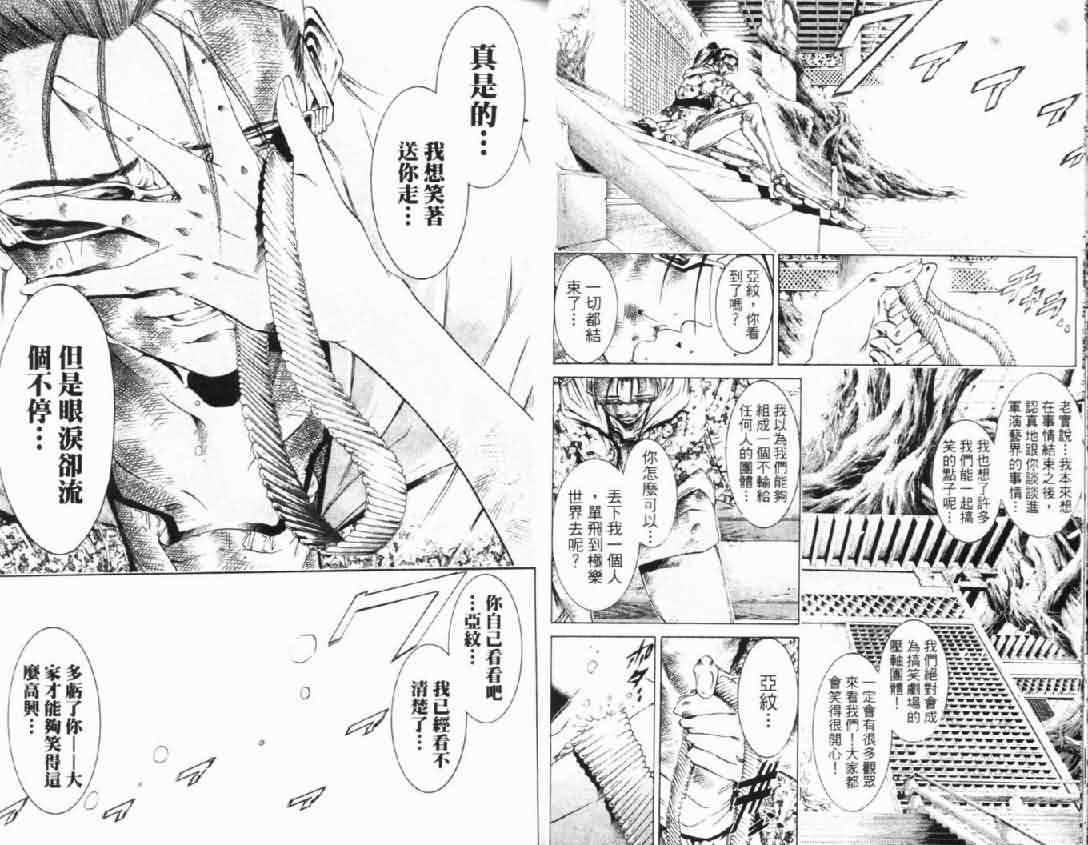 亞紋，你看
到了嗎？
一切都結
束了…
老實說…我本來想
在事情結束之後，
認真地跟你談談進
軍演藝界的事情…
我也想了許多
我們能一起搞
笑的點子呢…
我以為我們能夠
組成一個不輸給
任何人的團體…
你怎麼可以…
丟下我一個人
，單飛到極樂
世界去呢？
我們絕對會成
為搞笑劇場的
壓軸團體！
一定會有很多觀眾
來看我們！大家都
會笑得很開心！
亞紋…
真是的…
我想笑著
送你走…
但是眼淚卻流
個不停…
你自己看看吧
…亞紋…
我已經看不
清楚了…
多虧了你——大
家才能夠笑得這
麼高興…